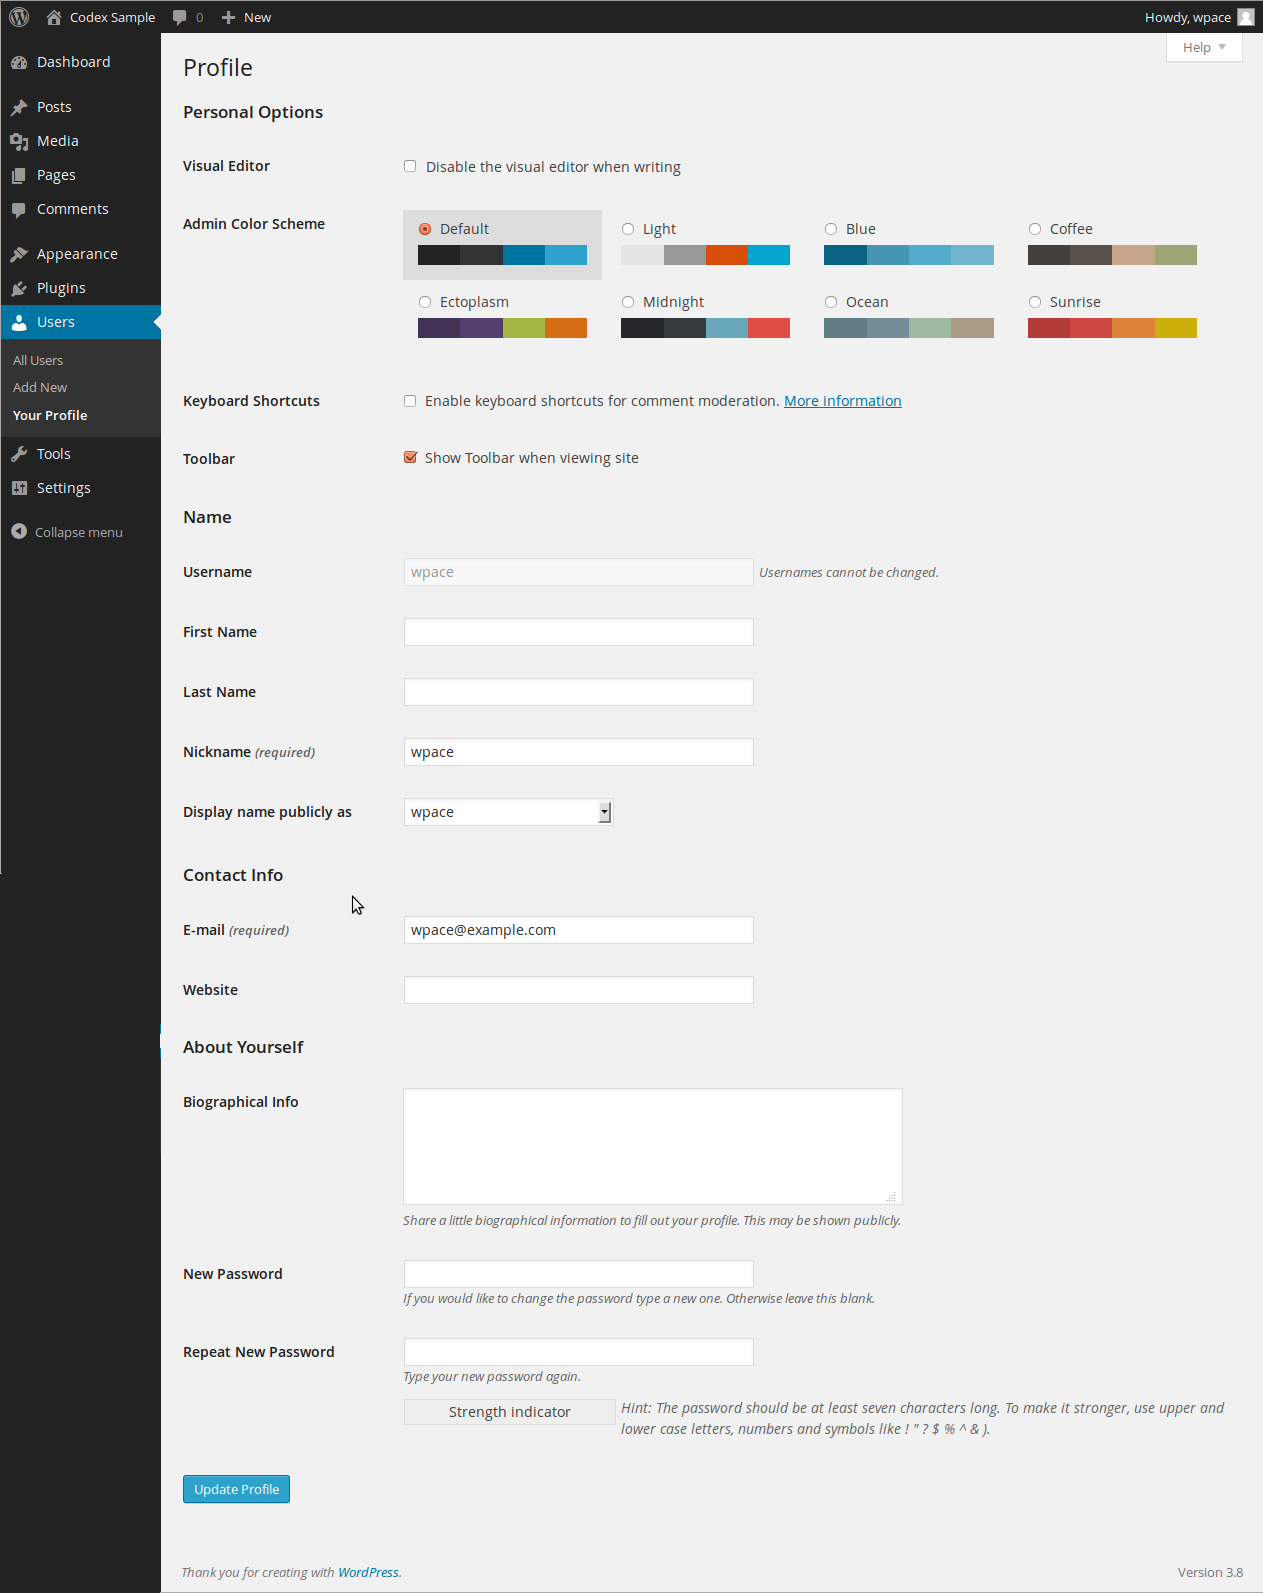 Codex Sample 0 New Howdy, wpace
Help
Dashboard
Posts
Media
Pages
Comments
Appearance
Plugins
Users
All Users
Add New
Your Profile
Tools
Settings
Collapse menu
Profile
Personal Options
Visual Editor Disable the visual editor when writing
Admin Color Scheme Default Light Blue Coffee
Ectoplasm Midnight Ocean Sunrise
Keyboard Shortcuts Enable keyboard shortcuts for comment moderation. More information
Toolbar Show Toolbar when viewing site
Name
Username wpace Usernames cannot be changed.
First Name
Last Name
Nickname (required) wpace
Display name publicly as wpace
Contact Info
E-mail (required) wpace@example.com
Website
About Yourself
Biographical Info
Share a little biographical information to fill out your profile. This may be shown publicly.
New Password
If you would like to change the password type a new one. Otherwise leave this blank.
Repeat New Password
Type your new password again.
Strength indicator Hint: The password should be at least seven characters long. To make it stronger, use upper and
lower case letters, numbers and symbols like ! " ? $ % ^ & ).
Update Profile
Thank you for creating with WordPress. Version 3.8